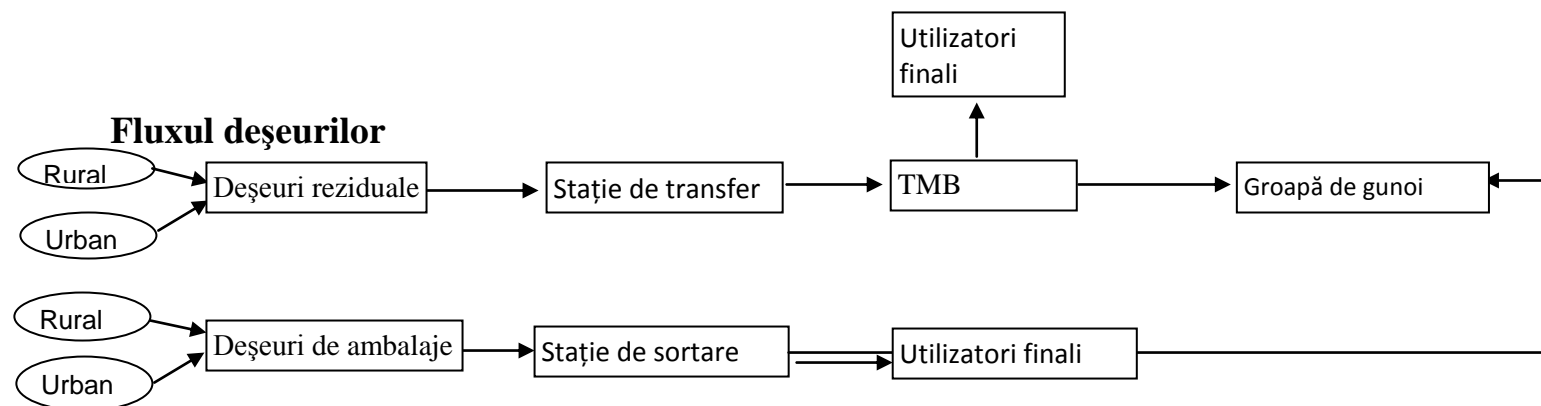 Utilizatori
finali
Fluxul deşeurilor
Rural
Urban
Deşeuri reziduale
Stație de transfer
TMB
Groapă de gunoi
Rural
Urban
Deşeuri de ambalaje
Stație de sortare
Utilizatori finali